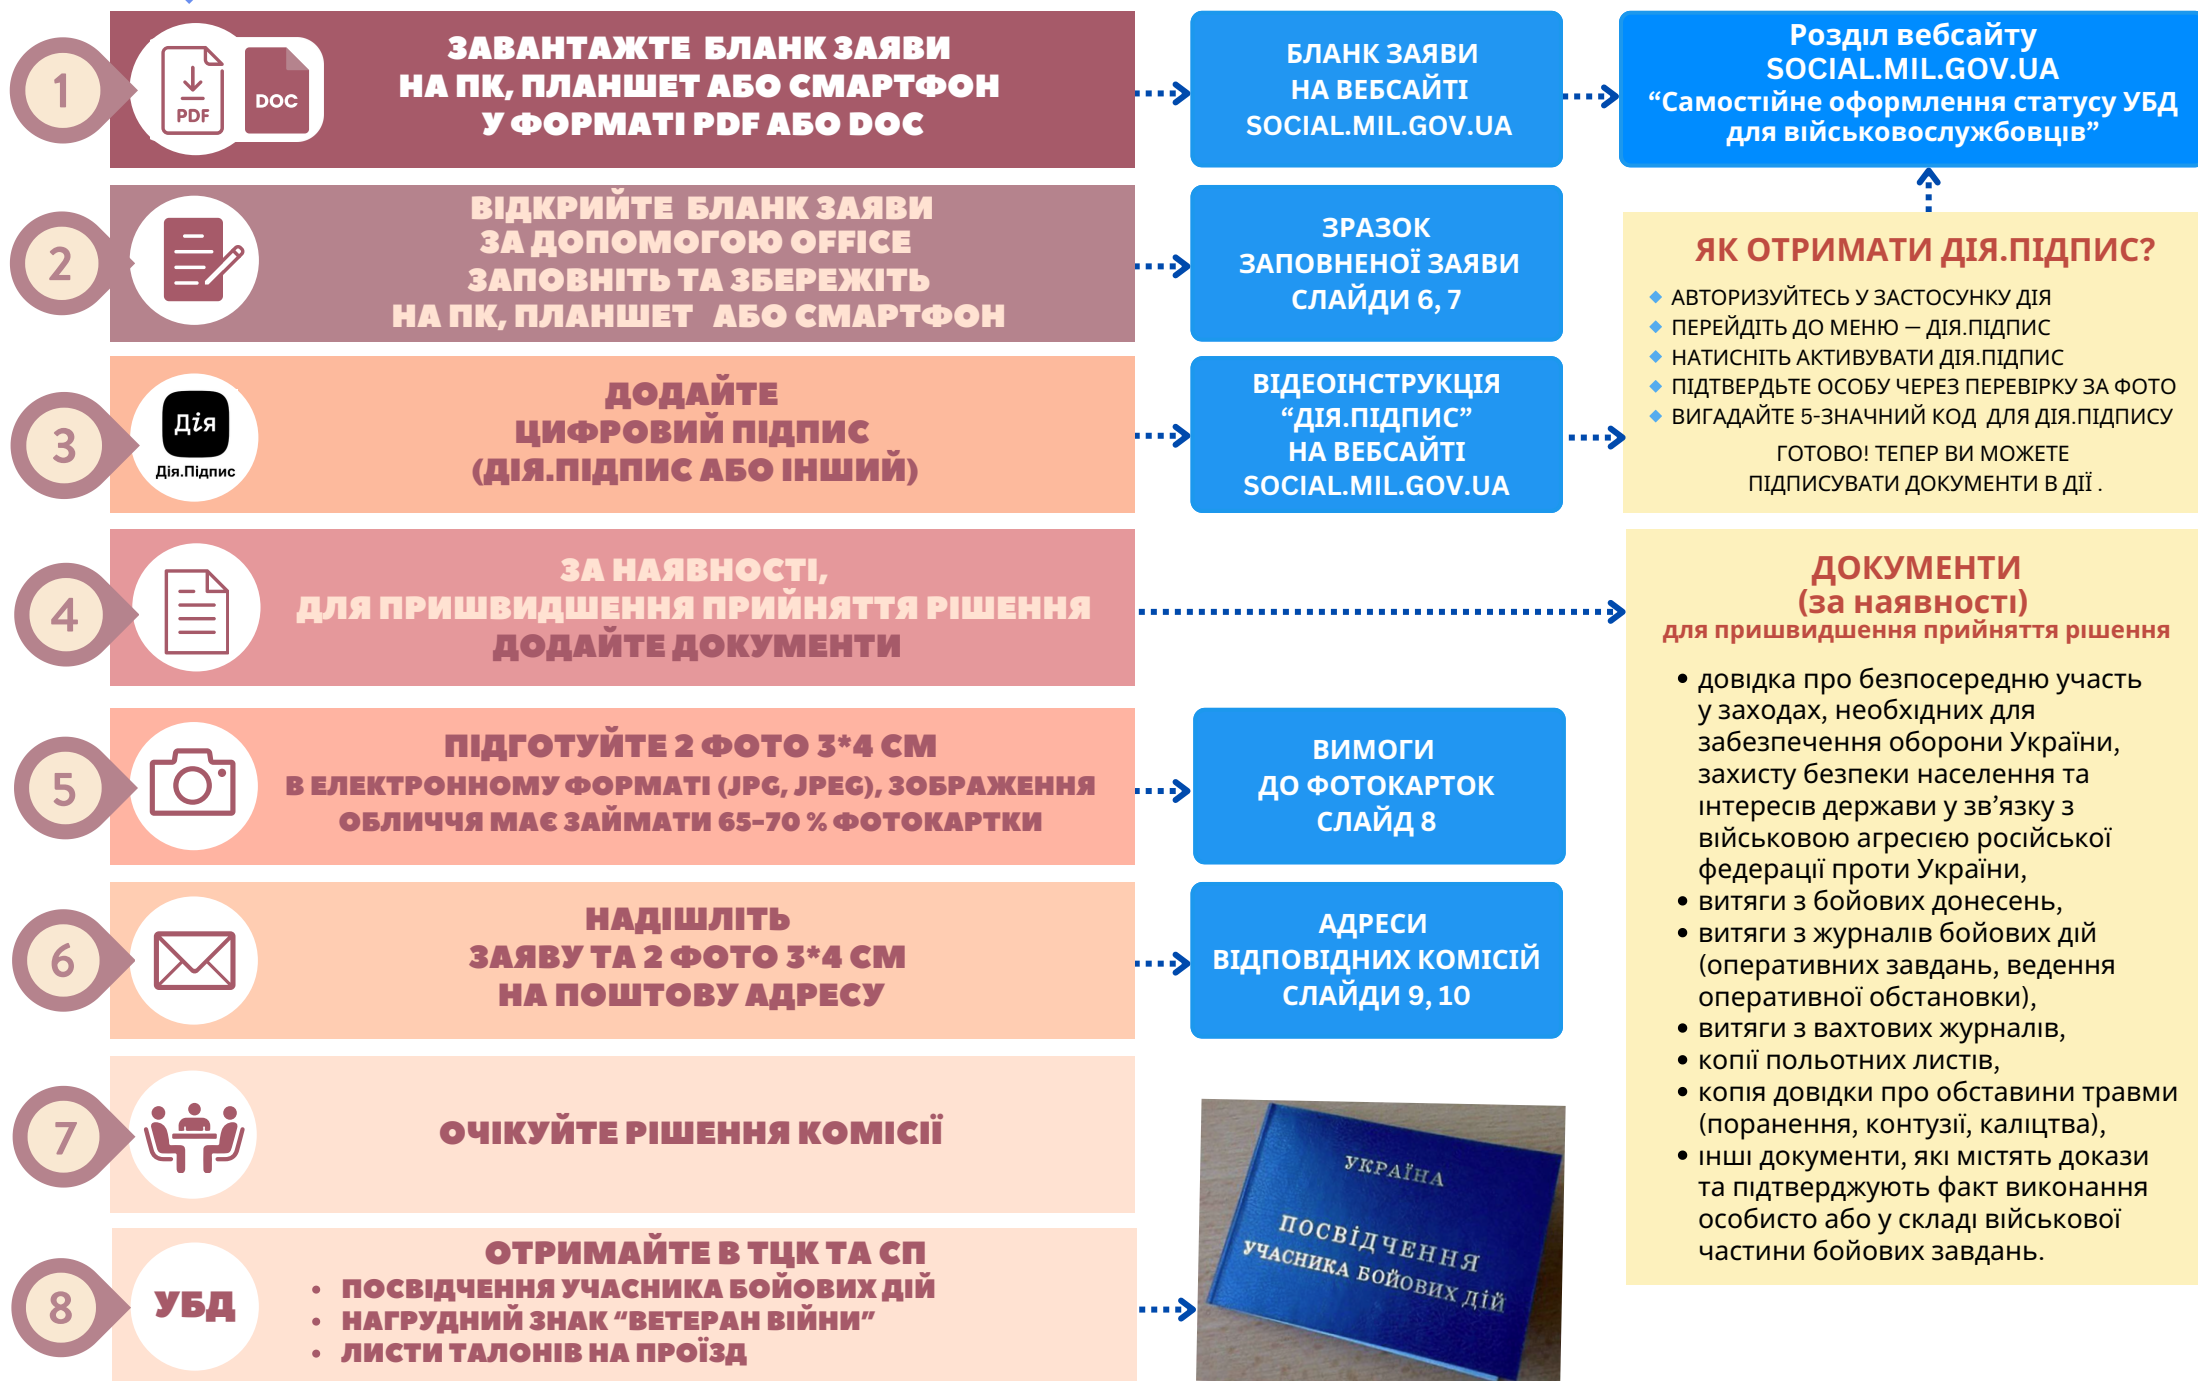 1
PDF
DOC
ЗАВАНТАЖТЕ БЛАНК ЗАЯВИ
НА ПК, ПЛАНШЕТ АБО СМАРТФОН
У ФОРМАТІ PDF АБО DOC
БЛАНК ЗАЯВИ
НА ВЕБСАЙТІ
SOCIAL.MIL.GOV.UA
Розділ вебсайту
SOCIAL.MIL.GOV.UA
“Самостійне оформлення статусу УБД
для військовослужбовців”
2
ВІДКРИЙТЕ БЛАНК ЗАЯВИ
ЗА ДОПОМОГОЮ OFFICE
ЗАПОВНІТЬ ТА ЗБЕРЕЖІТЬ
НА ПК, ПЛАНШЕТ АБО СМАРТФОН
ЗРАЗОК
ЗАПОВНЕНОЇ ЗАЯВИ
СЛАЙДИ 6, 7
3
Дія
Дія.Підпис
ДОДАЙТЕ
ЦИФРОВИЙ ПІДПИС
(ДІЯ.ПІДПИС АБО ІНШИЙ)
ВІДЕОІНСТРУКЦІЯ
“ДІЯ.ПІДПИС”
НА ВЕБСАЙТІ
SOCIAL.MIL.GOV.UA
ЯК ОТРИМАТИ ДІЯ.ПІДПИС?
АВТОРИЗУЙТЕСЬ У ЗАСТОСУНКУ ДІЯ
ПЕРЕЙДІТЬ ДО МЕНЮ — ДІЯ.ПІДПИС
НАТИСНІТЬ АКТИВУВАТИ ДІЯ.ПІДПИС
ПІДТВЕРДЬТЕ ОСОБУ ЧЕРЕЗ ПЕРЕВІРКУ ЗА ФОТО
ВИГАДАЙТЕ 5-ЗНАЧНИЙ КОД ДЛЯ ДІЯ.ПІДПИСУ
ГОТОВО! ТЕПЕР ВИ МОЖЕТЕ
ПІДПИСУВАТИ ДОКУМЕНТИ В ДІЇ .
4
ЗА НАЯВНОСТІ,
ДЛЯ ПРИШВИДШЕННЯ ПРИЙНЯТТЯ РІШЕННЯ
ДОДАЙТЕ ДОКУМЕНТИ
ДОКУМЕНТИ
(за наявності)
для пришвидшення прийняття рішення
• довідка про безпосередню участь
у заходах, необхідних для
забезпечення оборони України,
захисту безпеки населення та
інтересів держави у зв’язку з
військовою агресією російської
федерації проти України,
• витяги з бойових донесень,
• витяги з журналів бойових дій
(оперативних завдань, ведення
оперативної обстановки),
• витяги з вахтових журналів,
• копії польотних листів,
• копія довідки про обставини травми
(поранення, контузії, каліцтва),
• інші документи, які містять докази
та підтверджують факт виконання
особисто або у складі військової
частини бойових завдань.
5
ПІДГОТУЙТЕ 2 ФОТО 3*4 СМ
В ЕЛЕКТРОННОМУ ФОРМАТІ (JPG, JPEG), ЗОБРАЖЕННЯ
ОБЛИЧЧЯ МАЄ ЗАЙМАТИ 65-70 % ФОТОКАРТКИ
ВИМОГИ
ДО ФОТОКАРТОК
СЛАЙД 8
6
НАДІШЛІТЬ
ЗАЯВУ ТА 2 ФОТО 3*4 СМ
НА ПОШТОВУ АДРЕСУ
АДРЕСИ
ВІДПОВІДНИХ КОМІСІЙ
СЛАЙДИ 9, 10
7
ОЧІКУЙТЕ РІШЕННЯ КОМІСІЇ
8
УБД
ОТРИМАЙТЕ В ТЦК ТА СП
• ПОСВІДЧЕННЯ УЧАСНИКА БОЙОВИХ ДІЙ
• НАГРУДНИЙ ЗНАК “ВЕТЕРАН ВІЙНИ”
• ЛИСТИ ТАЛОНІВ НА ПРОЇЗД
УКРАЇНА
ПОСВІДЧЕННЯ
УЧАСНИКА БОЙОВИХ ДІЙ